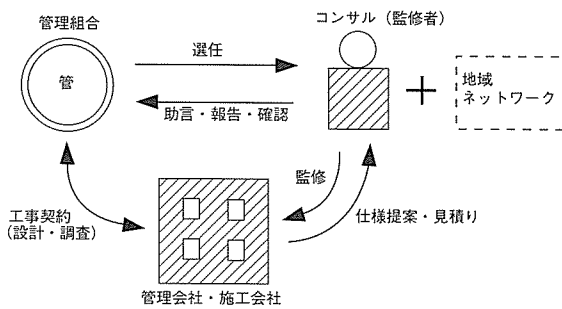 管理組合
コンサル（監修者）
管
選任
助言・報告・確認
地域
ネットワーク
監修
工事契約
（設計・調査）
仕様提案・見積り
管理会社・施工会社